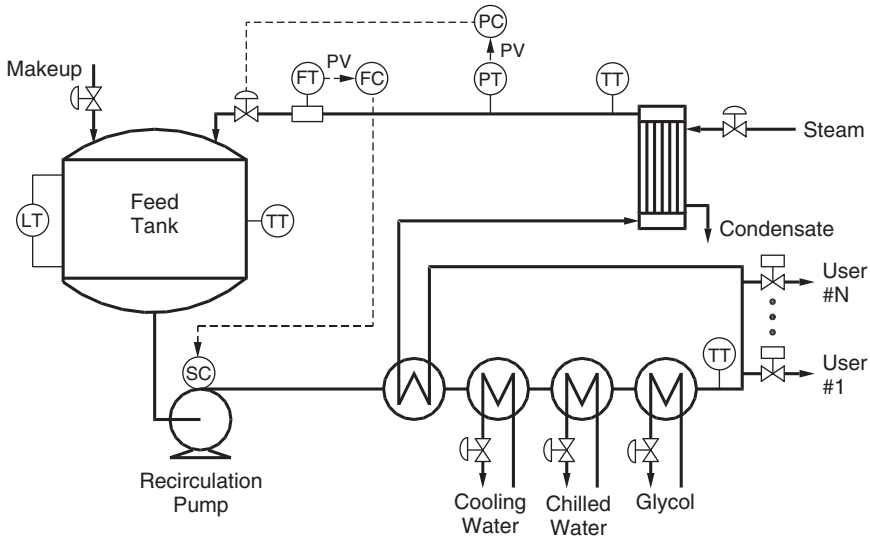 PC
PV
Makeup
FT
PV
FC
PT
TT
Steam
Feed
Tank
LT
TT
Condensate
User
#N
TT
User
#1
SC
Recirculation
Pump
Cooling
Water
Chilled
Water
Glycol